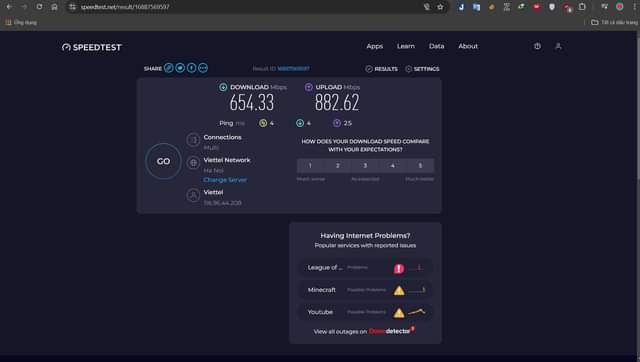 speedtest.net/result/16887569597
Ứng dụng
Tất cả dấu trang
SPEEDTEST
Apps Learn Data About
SHARE
Result ID 16887569597
RESULTS SETTINGS
DOWNLOAD Mbps
654.33
UPLOAD Mbps
882.62
Ping ms 4 4 25
GO
Connections
Multi
Viettel Network
Ha Noi
Change Server
Viettel
HOW DOES YOUR DOWNLOAD SPEED COMPARE
WITH YOUR EXPECTATIONS?
1 2 3 4 5
Much worse As expected Much better
Having Internet Problems?
Popular services with reported issues
League of ... Problems
Minecraft Possible Problems
Youtube Possible Problems
View all outages on Downdetector